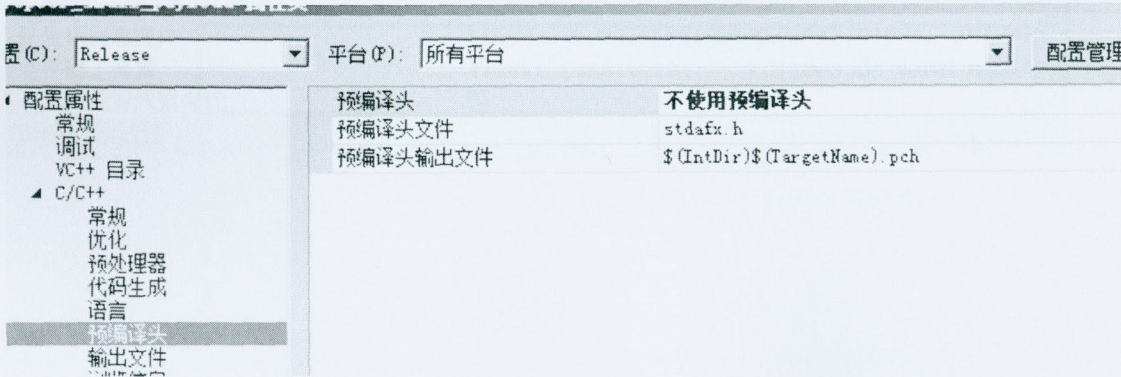 置(C): Release 平台(P): 所有平台 配置管理
配置属性
常规
调试
VC++ 目录
C/C++
常规
优化
预处理器
代码生成
语言
预编译头
输出文件
预编译头 不使用预编译头
预编译头文件 stdafx.h
预编译头输出文件 $(IntDir)$(TargetName).pch